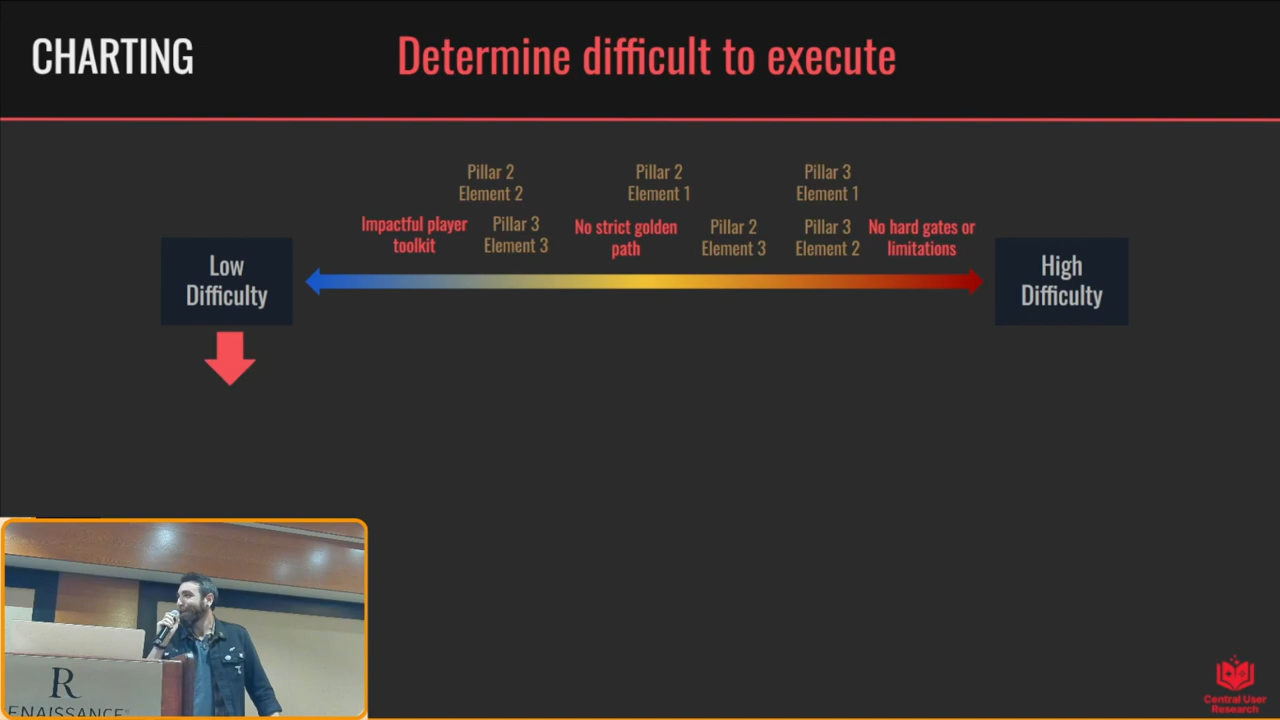 CHARTING
Determine difficult to execute
Pillar 2
Element 2
Pillar 2
Element 1
Pillar 3
Element 1
Impactful player
toolkit
Pillar 3
Element 3
No strict golden
path
Pillar 2
Element 3
Pillar 3
Element 2
No hard gates or
limitations
Low
Difficulty
High
Difficulty
R
ENAISSANCE
Central User
Research